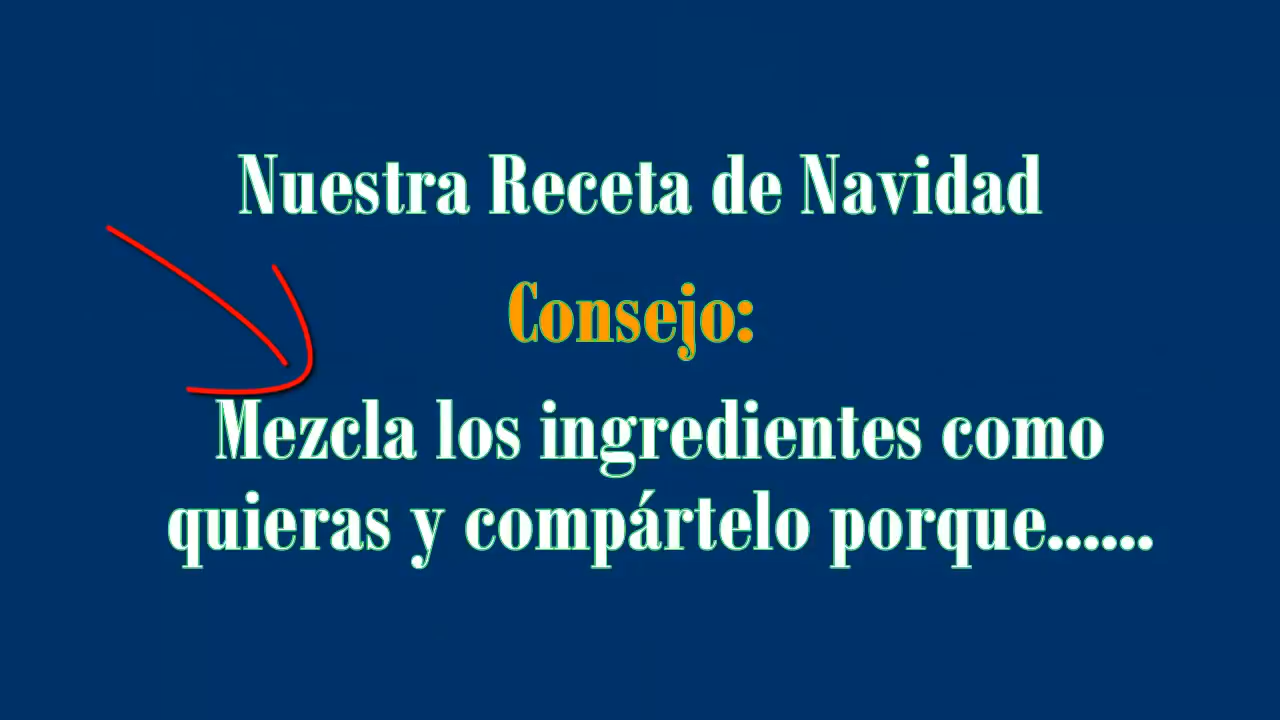 Nuestra Receta de Navidad
Consejo:
Mezcla los ingredientes como
quieras y compártelo porque......